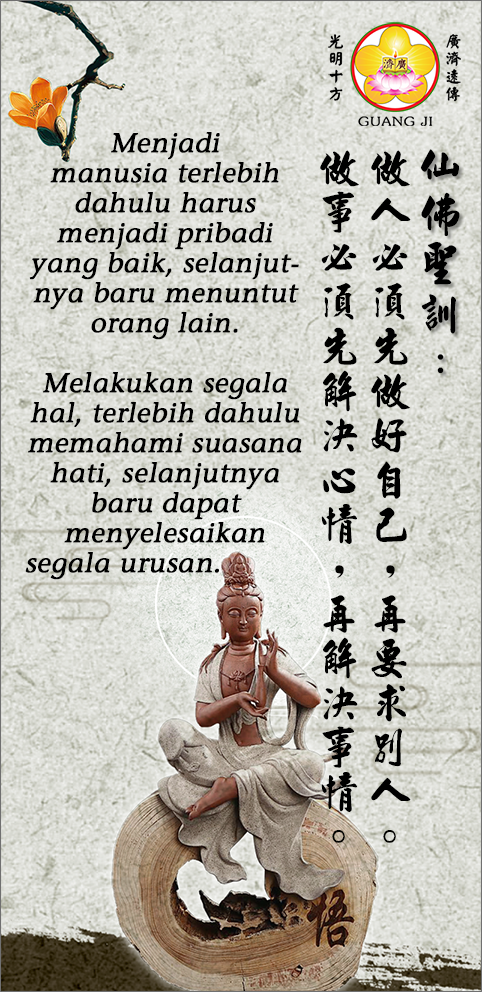 光明十方
廣濟遠傳
濟廣
GUANG JI
Menjadi
manusia terlebih
dahulu harus
menjadi pribadi
yang baik, selanjut-
nya baru menuntut
orang lain.
Melakukan segala
hal, terlebih dahulu
memahami suasana
hati, selanjutnya
baru dapat
menyelesaikan
segala urusan.
仙佛聖訓：
做人必須先做好自己，再要求別人。
做事必須先解決心情，再解決事情。
悟